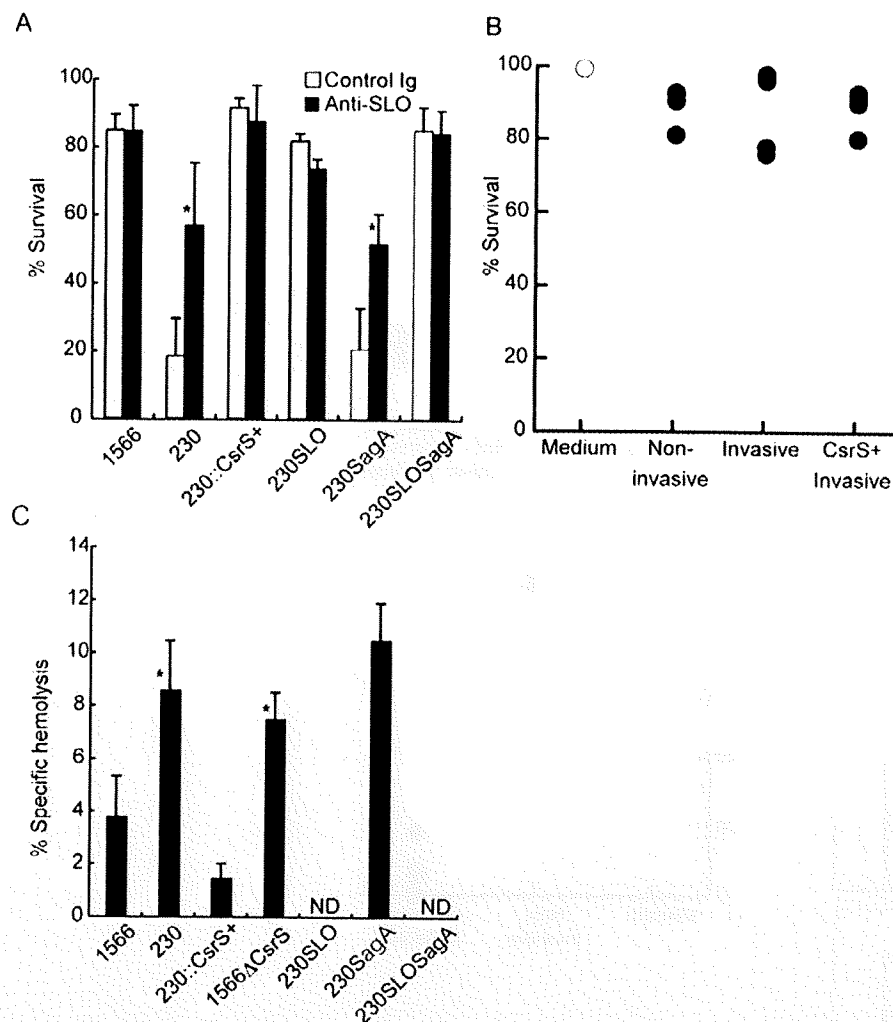 A
% Survival
100
80
60
40
20
0
Control Ig
Anti-SLO
*
*
1566
230
230::CsrS+
230SLO
230SagA
230SLOSagA
B
% Survival
100
80
60
40
20
0
Medium
Non-
invasive
Invasive
CsrS+
Invasive
C
% Specific hemolysis
14
12
10
8
6
4
2
0
*
*
ND
ND
1566
230
230::CsrS+
1566ΔCsrS
230SLO
230SagA
230SLOSagA